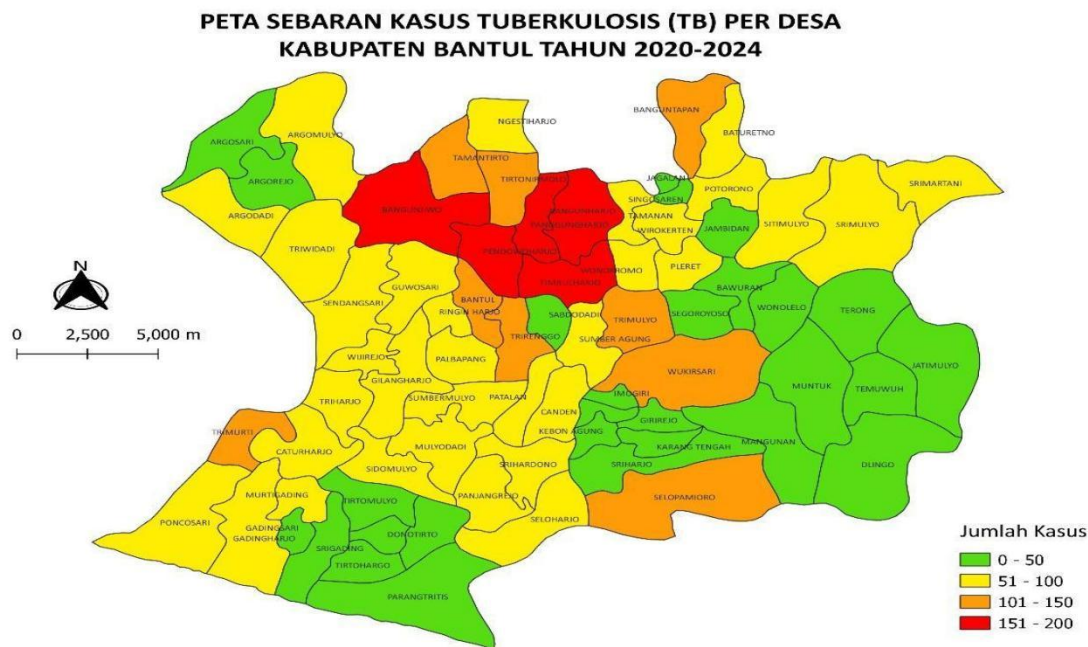 PETA SEBARAN KASUS TUBERKULOSIS (TB) PER DESA
KABUPATEN BANTUL TAHUN 2020-2024
NGESTIHARJO
BANGUNTAPAN
ARGOMULYO
BATURETNO
ARGOSARI
TAMANTIRTO
JAGALAN
SRIMARTANI
ARGOREJO
TIRTONIRMOLO
POTORONO
SINGOSAREN
BANGUNJIWO
ARGODADI
TAMANAN
SITIMULYO
SRIMULYO
JAMBIDAN
WIROKERTEN
TRIWIDADI
PENDOWOHARJO
PLERET
WONOKROMO
TIMBULHARJO
GUWOSARI
BAWURAN
SENDANGSARI
BANTUL
WONOLELO
TERONG
RINGIN HARJO
SABDODADI
SEGOROYOSO
TRIMULYO
TRIRENGGO
SUMBER AGUNG
WIJIREJO
PALBAPANG
JATIMULYO
WUKIRSARI
GILANGHARJO
MUNTUK
TEMUWUH
TRIHARJO
SUMBERMULYO
PATALAN
IMOGIRI
CANDEN
GIRIREJO
KEBON AGUNG
TRIMURTI
MANGUNAN
MULYODADI
KARANG TENGAH
CATURHARJO
DLINGO
SIDOMULYO
SRIHARDONO
SRIHARJO
MURTIGADING
TIRTOMULYO
PANJANGREJO
SELOPAMIORO
PONCOSARI
GADINGSARI
SELOHARJO
DONOTIRTO
GADINGHARJO
SRIGADING
TIRTOHARGO
PARANGTRITIS
N
0 2,500 5,000 m
Jumlah Kasus
0 - 50
51 - 100
101 - 150
151 - 200